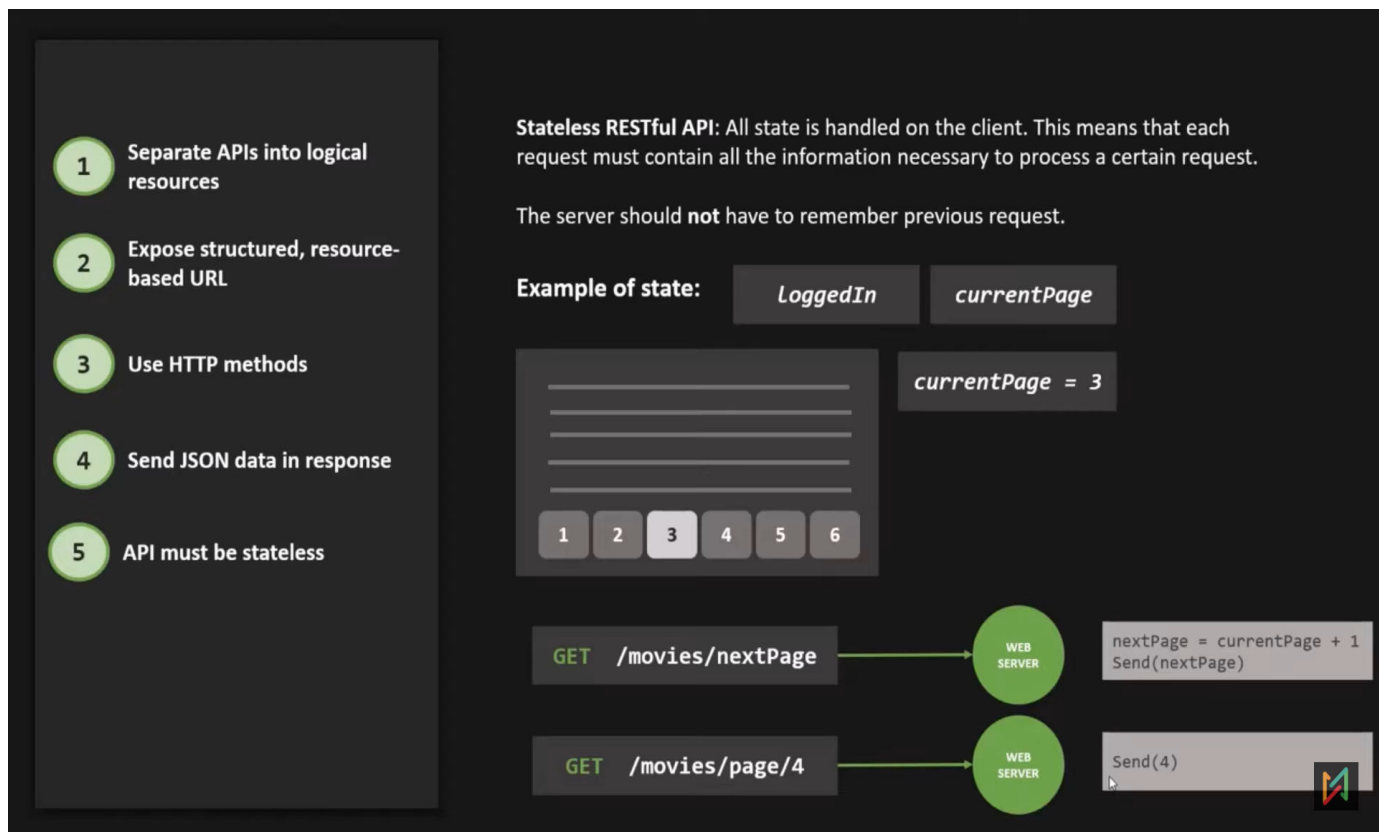 1
Separate APIs into logical
resources
2
Expose structured, resource-
based URL
3
Use HTTP methods
4
Send JSON data in response
5
API must be stateless
Stateless RESTful API: All state is handled on the client. This means that each
request must contain all the information necessary to process a certain request.
The server should not have to remember previous request.
Example of state:
loggedIn
currentPage
currentPage = 3
1 2 3 4 5 6
GET /movies/nextPage
WEB
SERVER
nextPage = currentPage + 1
Send(nextPage)
GET /movies/page/4
WEB
SERVER
Send(4)